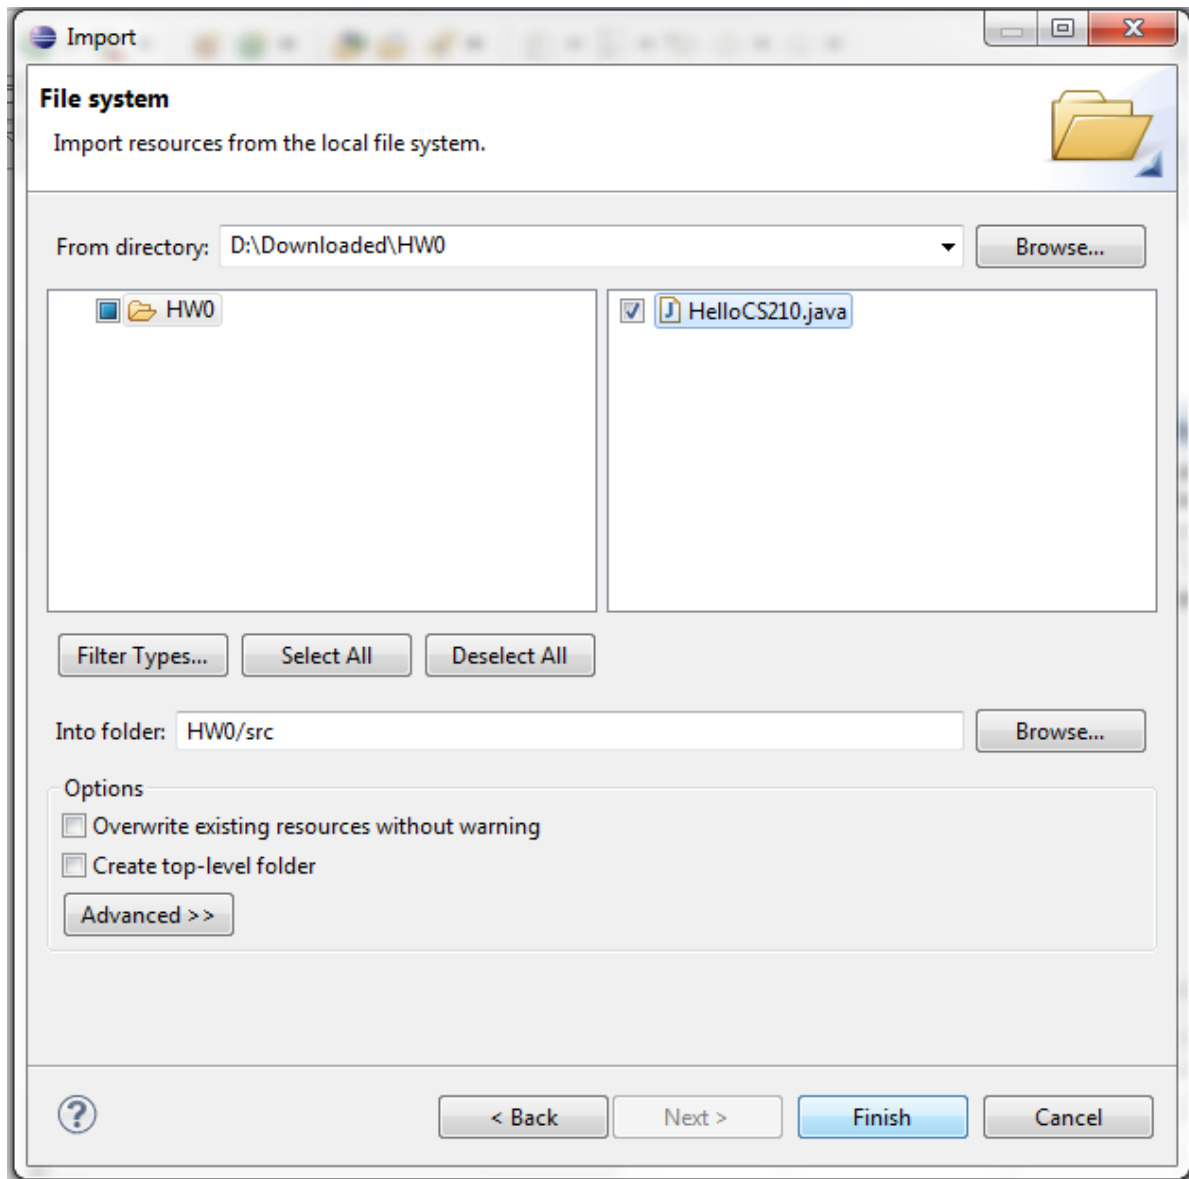 Import
File system
Import resources from the local file system.
From directory: D:\Downloaded\HW0 Browse...
HW0 HelloCS210.java
Filter Types... Select All Deselect All
Into folder: HW0/src Browse...
Options
Overwrite existing resources without warning
Create top-level folder
Advanced >>
< Back Next > Finish Cancel